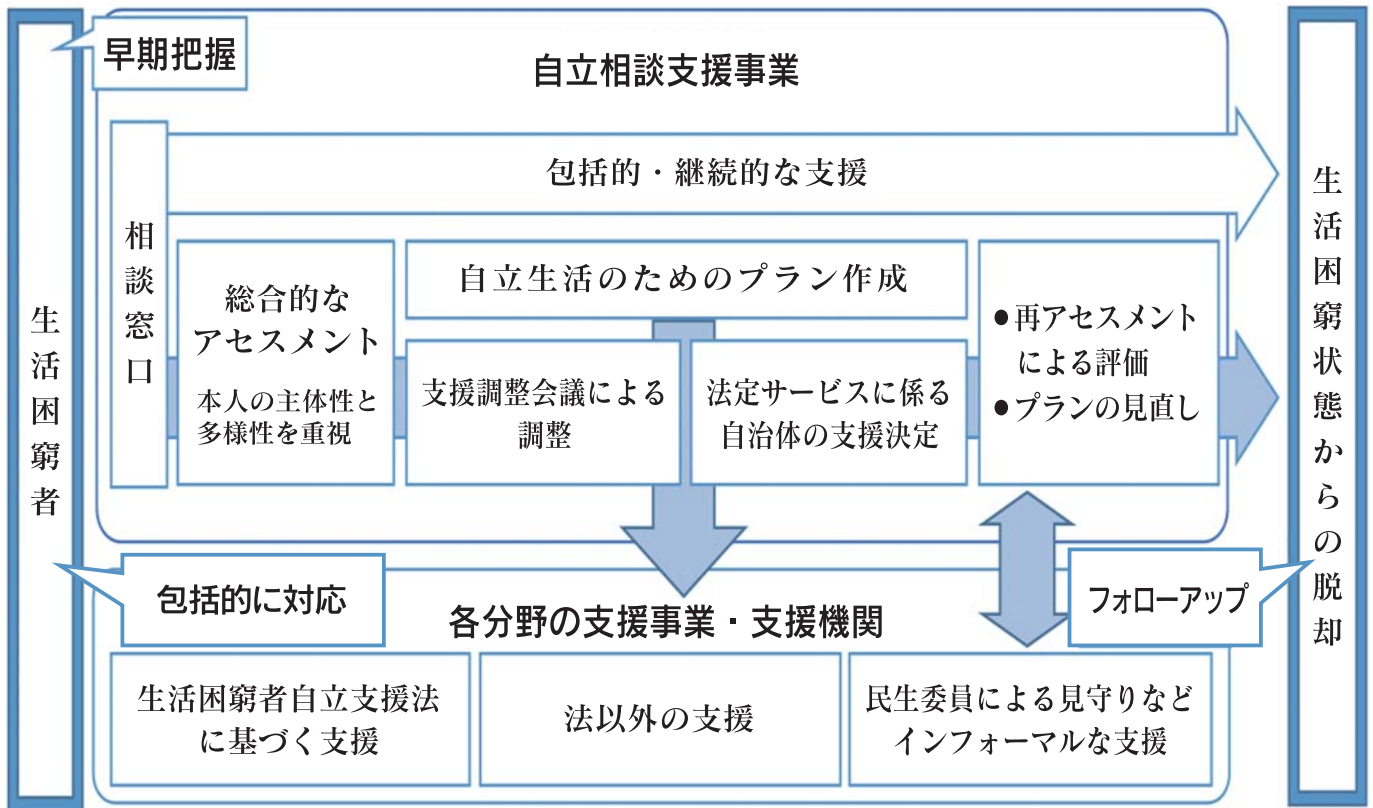 早期把握
自立相談支援事業
包括的・継続的な支援
生活困窮者
相談窓口
総合的な
アセスメント
本人の主体性と
多様性を重視
自立生活のためのプラン作成
支援調整会議による
調整
法定サービスに係る
自治体の支援決定
●再アセスメント
による評価
●プランの見直し
生活困窮状態からの脱却
包括的に対応
フォローアップ
各分野の支援事業・支援機関
生活困窮者自立支援法
に基づく支援
法以外の支援
民生委員による見守りなど
インフォーマルな支援